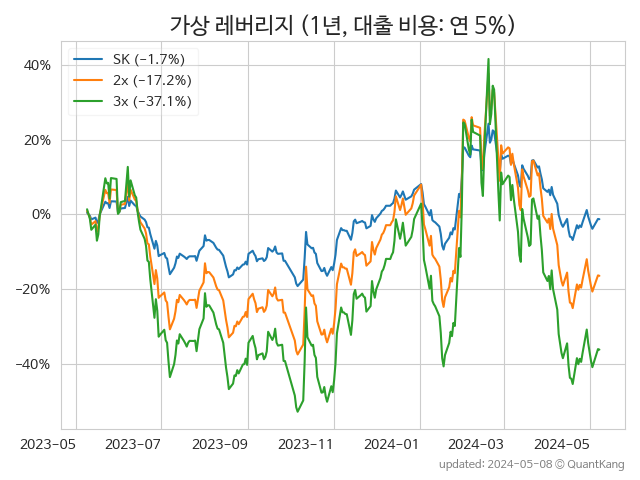 가상 레버리지 (1년, 대출 비용: 연 5%)
SK (−1.7%)
2x (−17.2%)
3x (−37.1%)
40%
20%
0%
−20%
−40%
2023−05 2023−07 2023−09 2023−11 2024−01 2024−03 2024−05
updated: 2024-05-08 © QuantKang